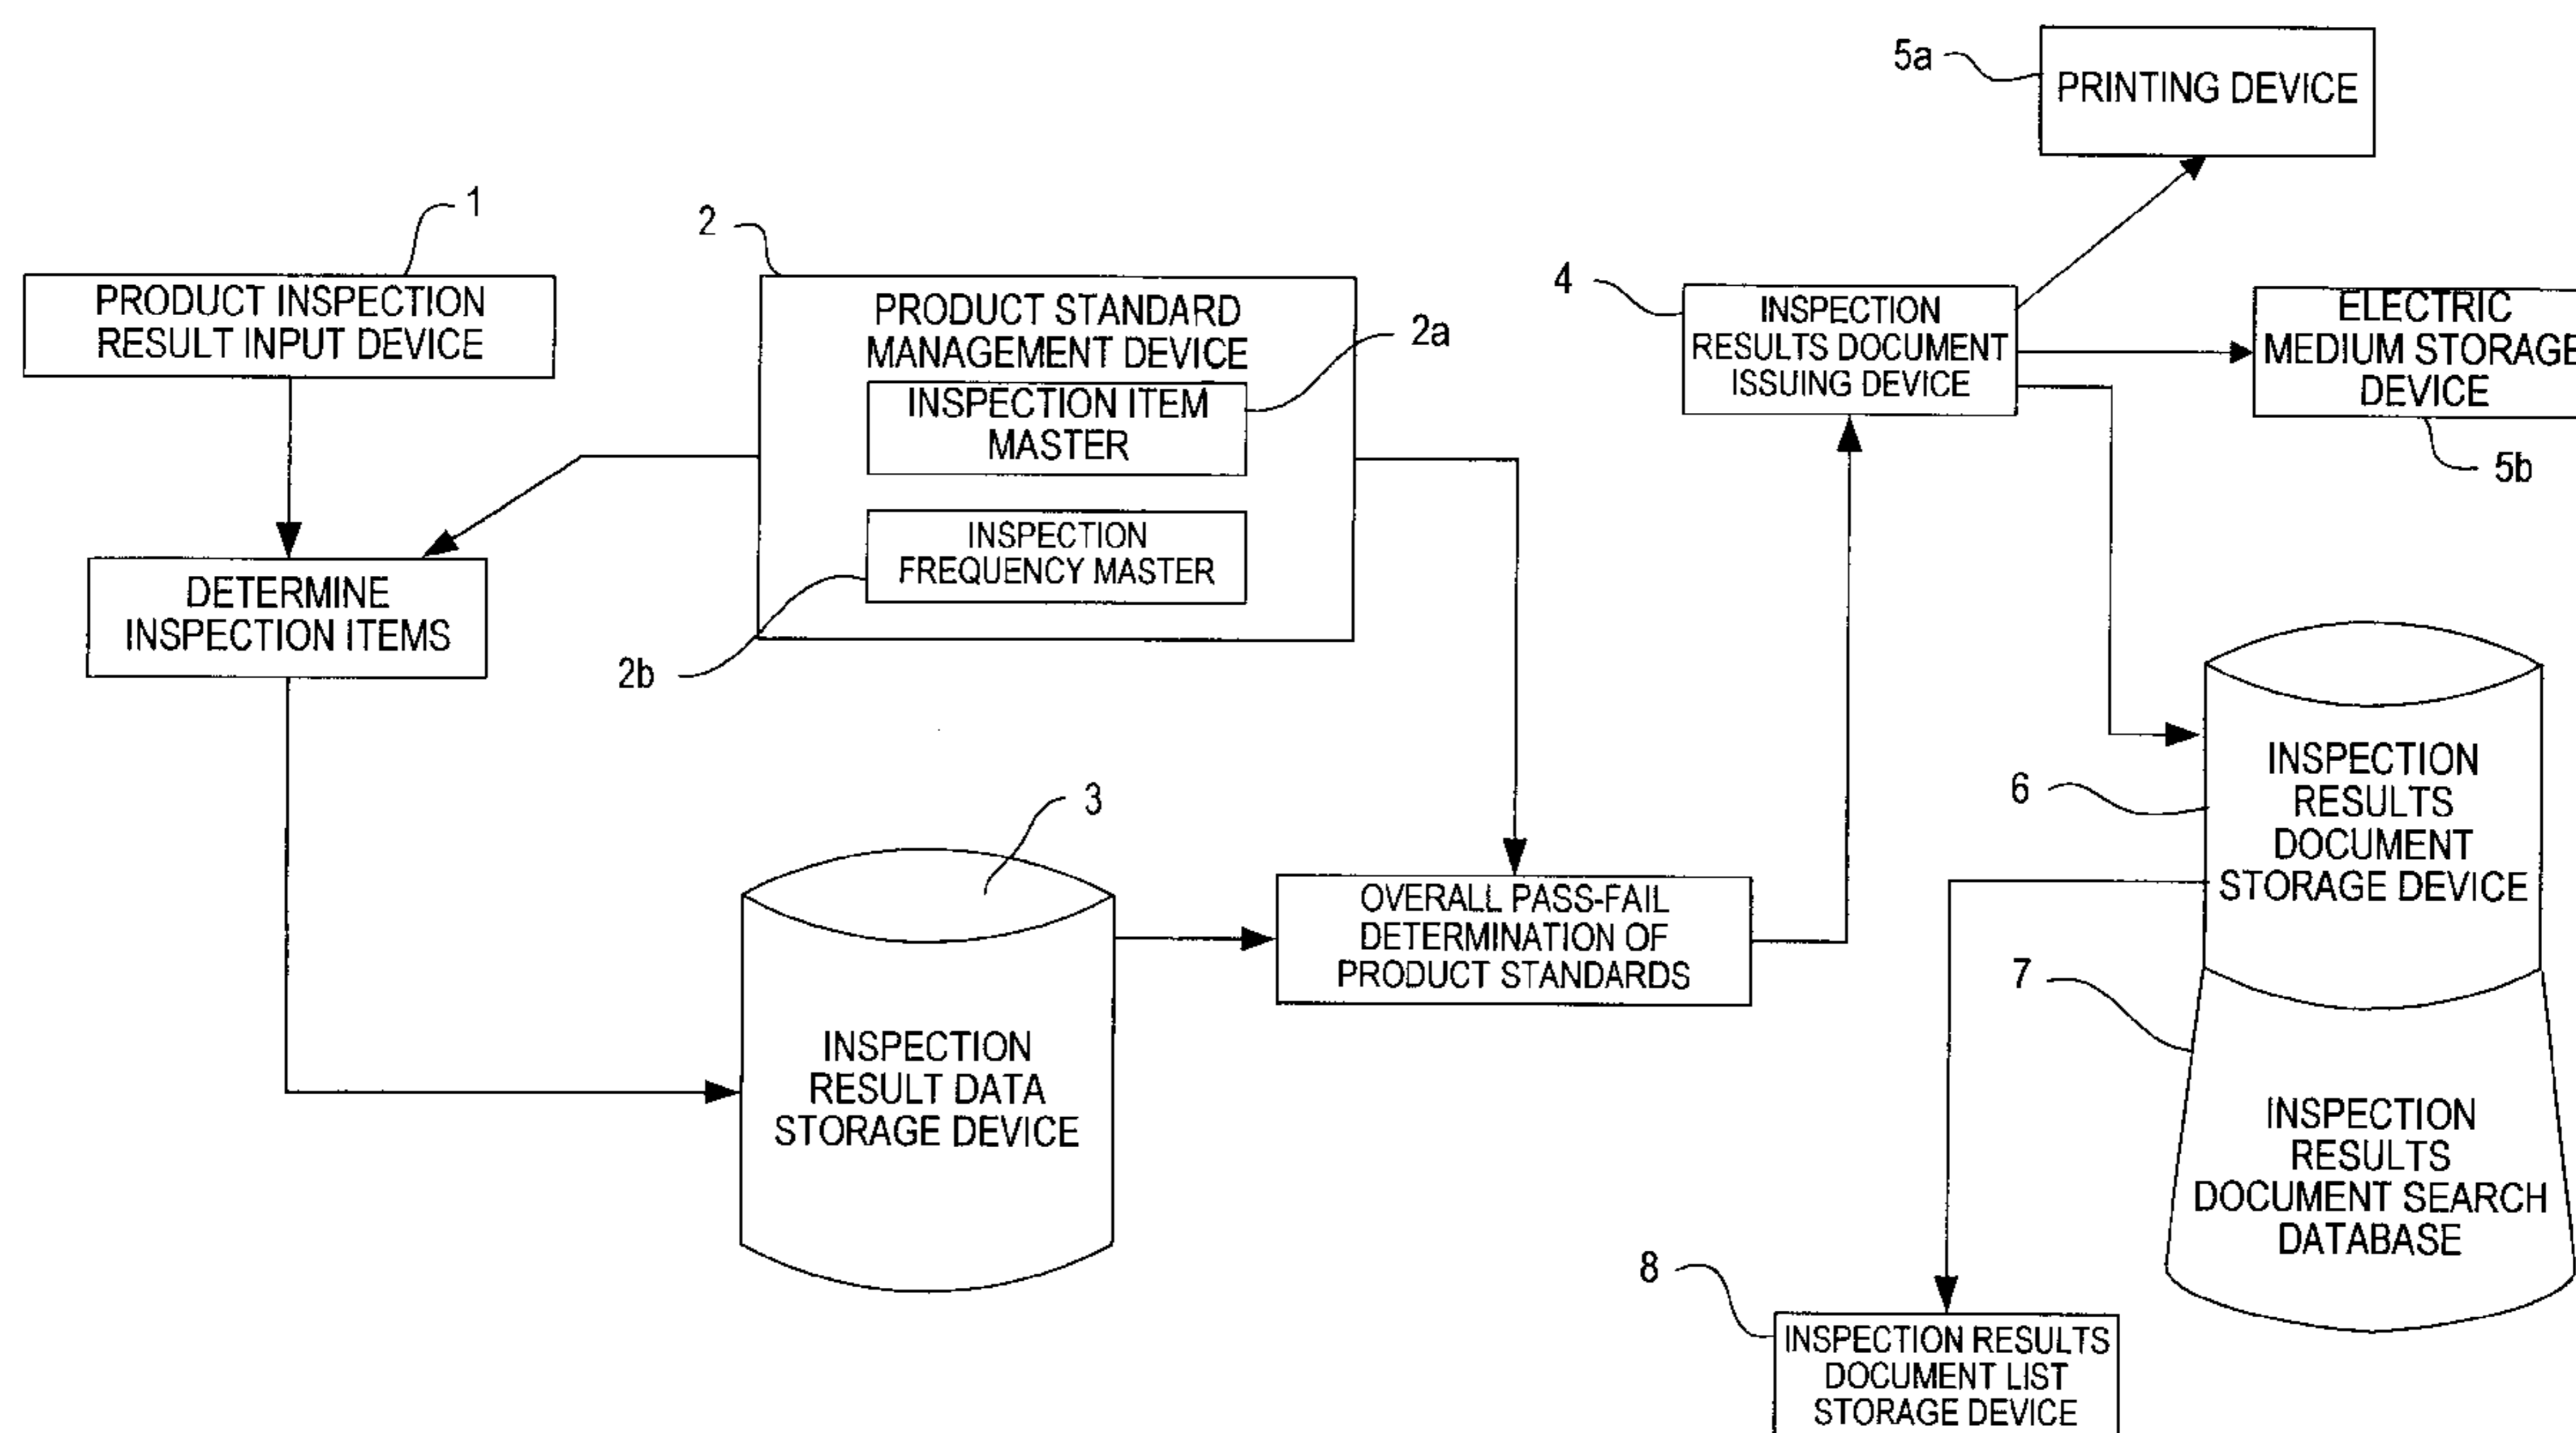 5a
PRINTING DEVICE
1
PRODUCT INSPECTION
RESULT INPUT DEVICE
2
PRODUCT STANDARD
MANAGEMENT DEVICE
2a
INSPECTION ITEM
MASTER
INSPECTION
FREQUENCY MASTER
2b
DETERMINE
INSPECTION ITEMS
4
INSPECTION
RESULTS DOCUMENT
ISSUING DEVICE
ELECTRIC
MEDIUM STORAGE
DEVICE
5b
3
INSPECTION
RESULT DATA
STORAGE DEVICE
OVERALL PASS-FAIL
DETERMINATION OF
PRODUCT STANDARDS
6
INSPECTION
RESULTS
DOCUMENT
STORAGE DEVICE
7
INSPECTION
RESULTS
DOCUMENT SEARCH
DATABASE
8
INSPECTION RESULTS
DOCUMENT LIST
STORAGE DEVICE